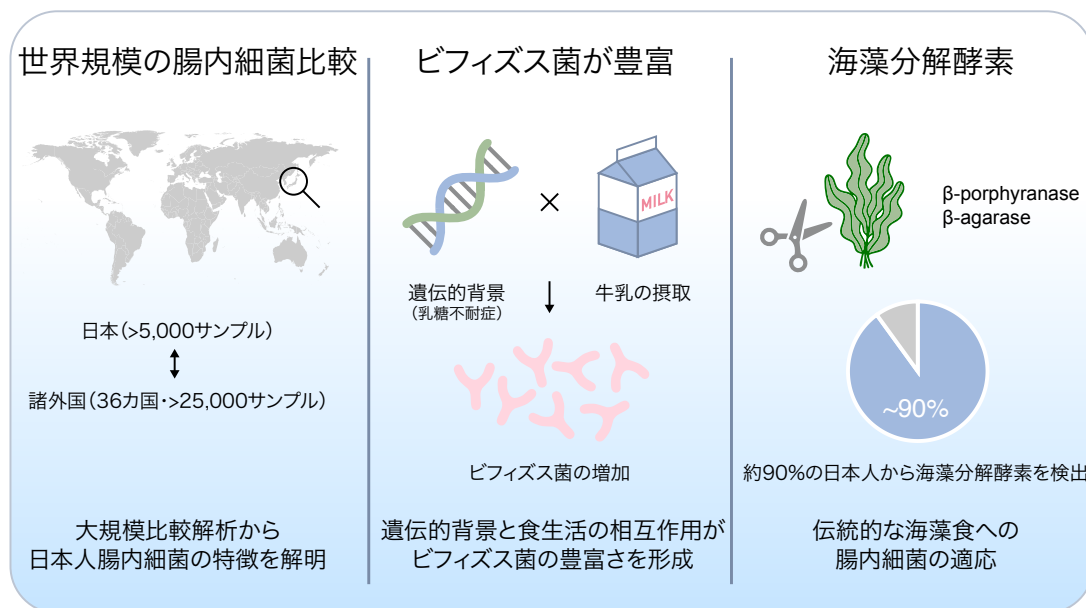 世界規模の腸内細菌比較
日本（>5,000サンプル）
諸外国（36カ国・>25,000サンプル）
大規模比較解析から
日本人腸内細菌の特徴を解明
ビフィズス菌が豊富
×
MILK
遺伝的背景
（乳糖不耐症）
牛乳の摂取
ビフィズス菌の増加
遺伝的背景と食生活の相互作用が
ビフィズス菌の豊富さを形成
海藻分解酵素
β-porphyranase
β-agarase
~90%
約90%の日本人から海藻分解酵素を検出
伝統的な海藻食への
腸内細菌の適応